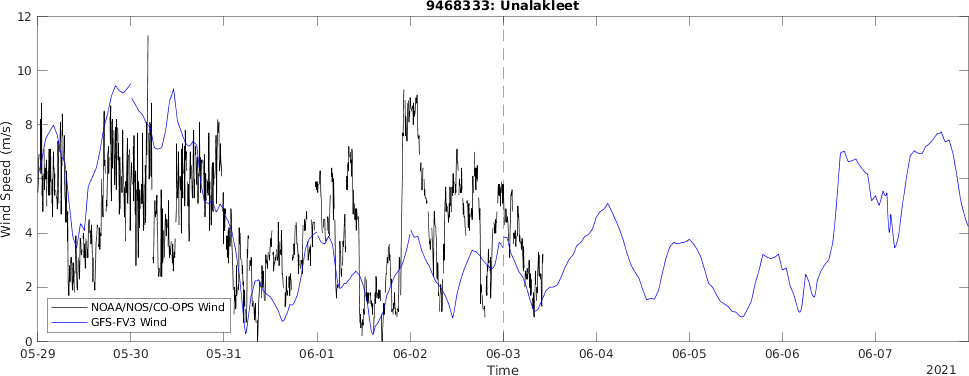 9468333: Unalakleet
12
10
8
6
4
2
0
Wind Speed (m/s)
NOAA/NOS/CO-OPS Wind
GFS-FV3 Wind
05-29 05-30 05-31 06-01 06-02 06-03 06-04 06-05 06-06 06-07
Time
2021